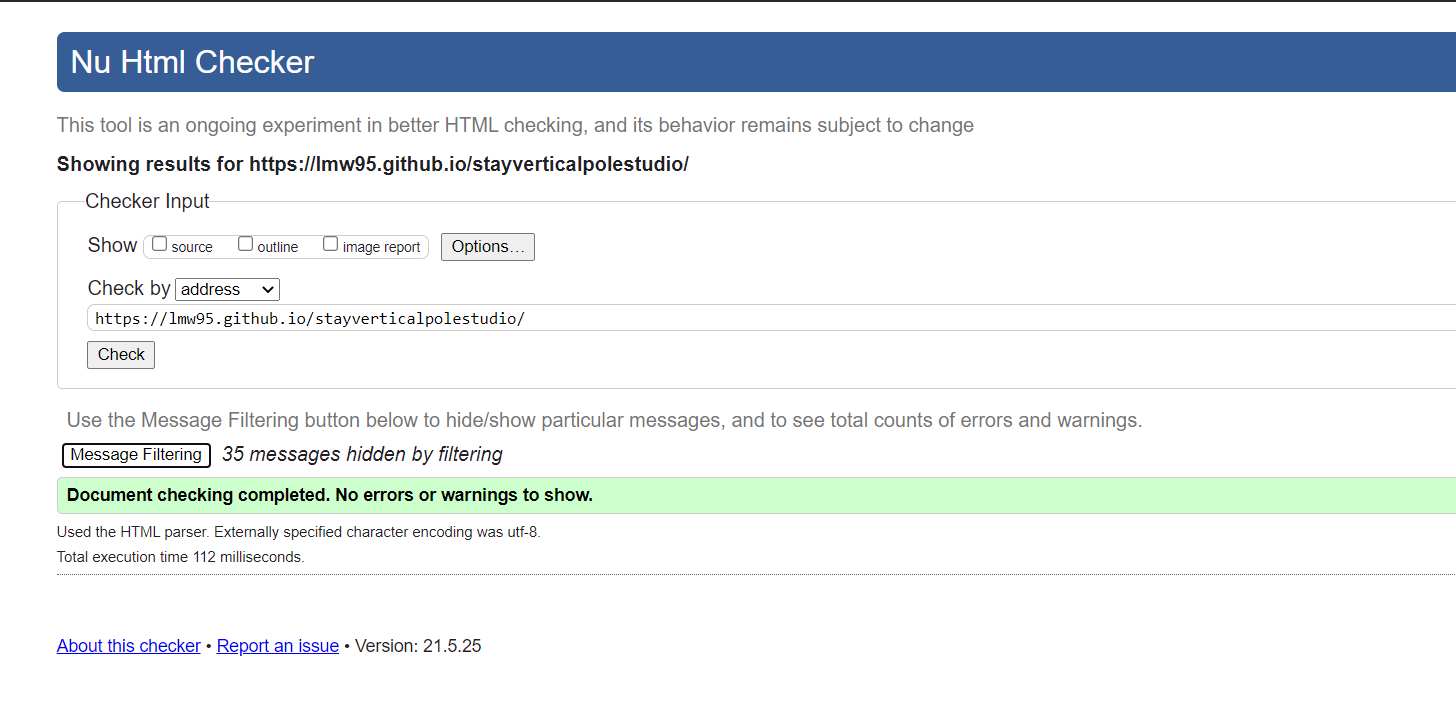 Nu Html Checker
This tool is an ongoing experiment in better HTML checking, and its behavior remains subject to change
Showing results for https://lmw95.github.io/stayverticalpolestudio/
Checker Input
Show source outline image report Options...
Check by address
https://lmw95.github.io/stayverticalpolestudio/
Check
Use the Message Filtering button below to hide/show particular messages, and to see total counts of errors and warnings.
Message Filtering 35 messages hidden by filtering
Document checking completed. No errors or warnings to show.
Used the HTML parser. Externally specified character encoding was utf-8.
Total execution time 112 milliseconds.
About this checker • Report an issue • Version: 21.5.25